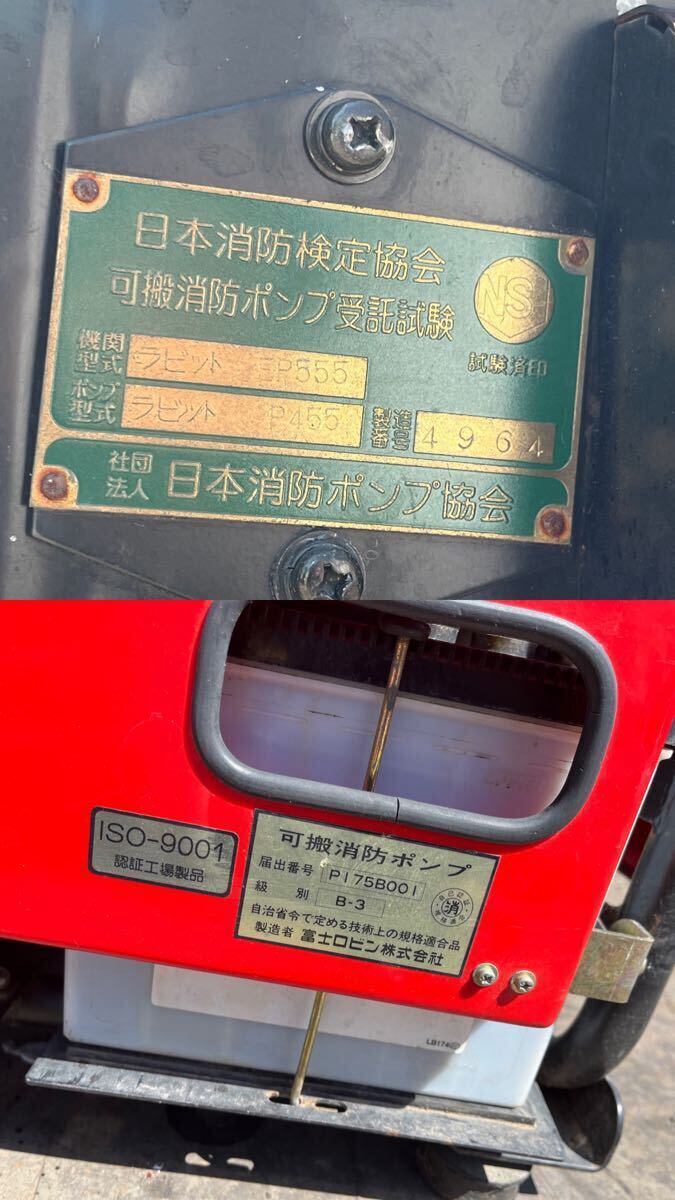 日本消防検定協会
可搬消防ポンプ受託試験
NS
試験済印
機関型式 ラビット EP555
ポンプ型式 ラビット P455
製造番号 4964
社団法人 日本消防ポンプ協会
ISO-9001
認証工場製品
可搬消防ポンプ
届出番号 P175B001
級別 B-3
消
自治省令で定める技術上の規格適合品
製造者 富士ロビン株式会社